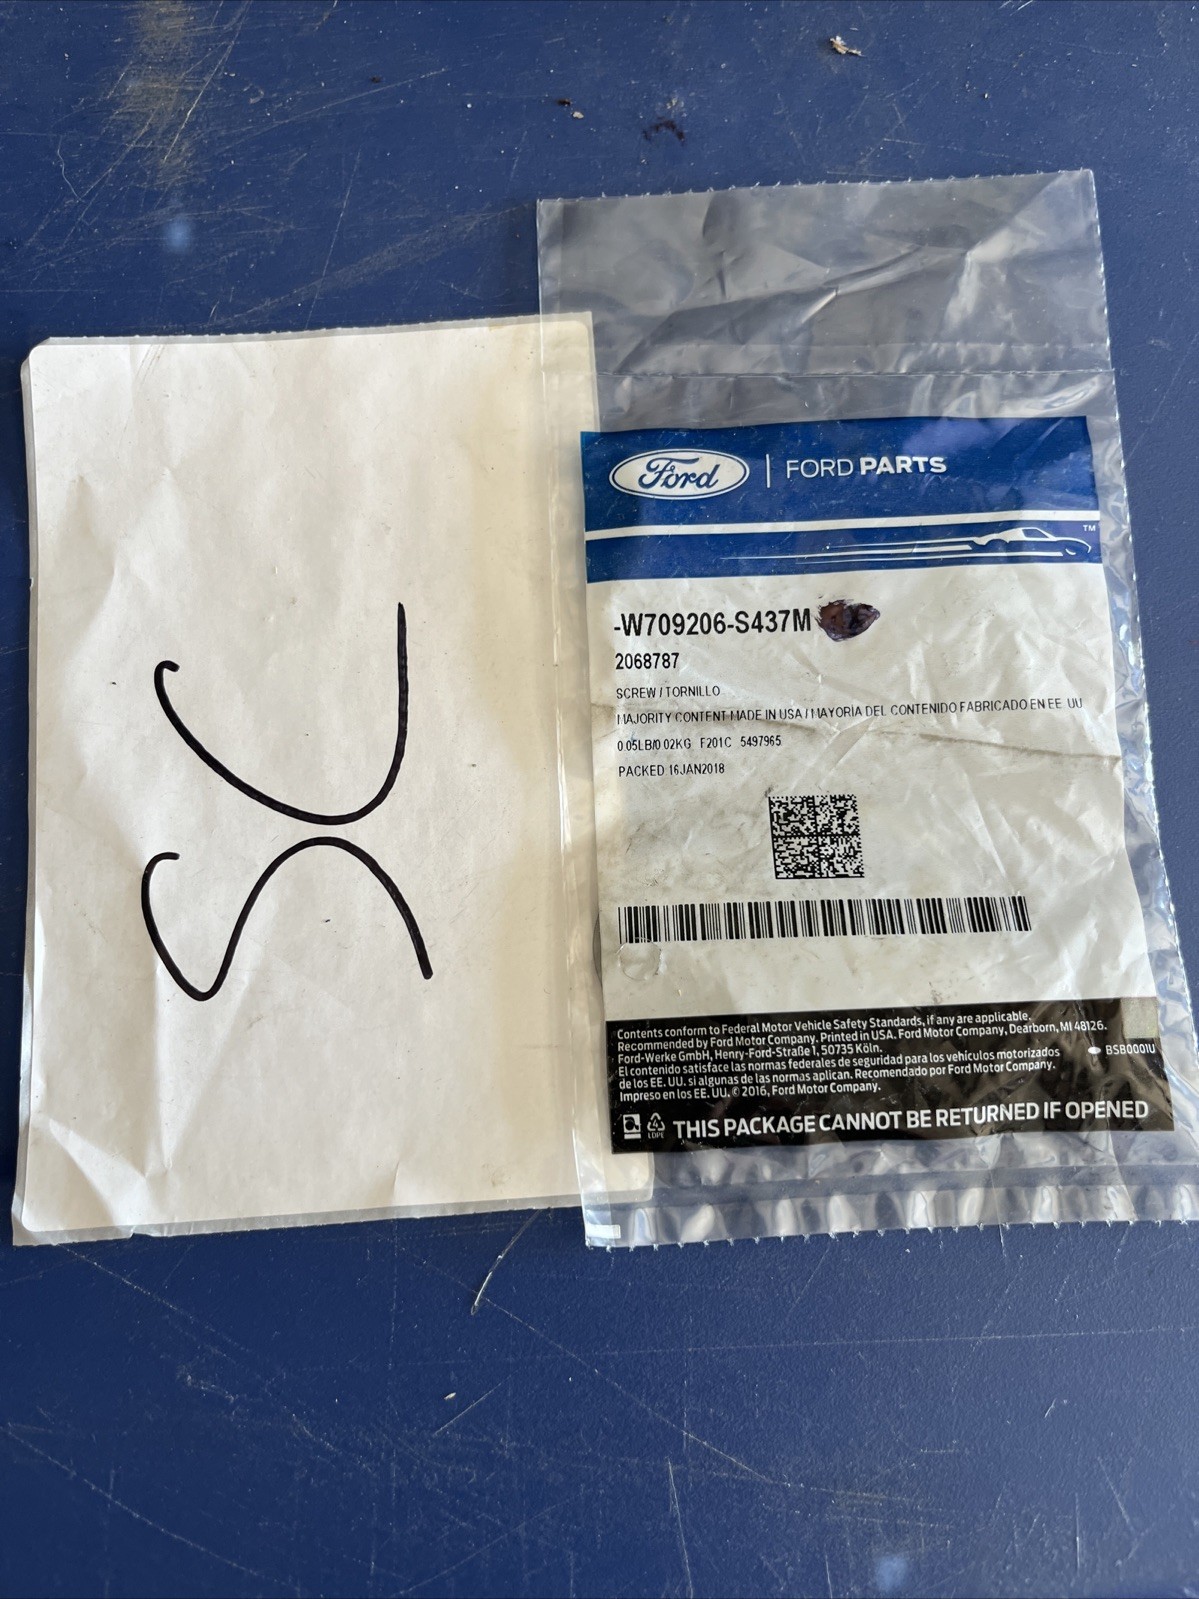 SC
Ford | FORD PARTS
TM
-W709206-S437M
2068787
SCREW / TORNILLO
MAJORITY CONTENT MADE IN USA / MAYORÍA DEL CONTENIDO FABRICADO EN EE UU
0.05LB/0.02KG F201C 5497965
PACKED 16JAN2018
Contents conform to Federal Motor Vehicle Safety Standards, if any are applicable.
Recommended by Ford Motor Company. Printed in USA. Ford Motor Company, Dearborn, MI 48126.
Ford-Werke GmbH, Henry-Ford-Straße 1, 50735 Köln.
El contenido satisface las normas federales de seguridad para los vehículos motorizados
de los EE. UU. si algunas de las normas aplican. Recomendado por Ford Motor Company.
Impreso en los EE. UU. © 2016, Ford Motor Company.
BSB0001U
4
LDPE
THIS PACKAGE CANNOT BE RETURNED IF OPENED